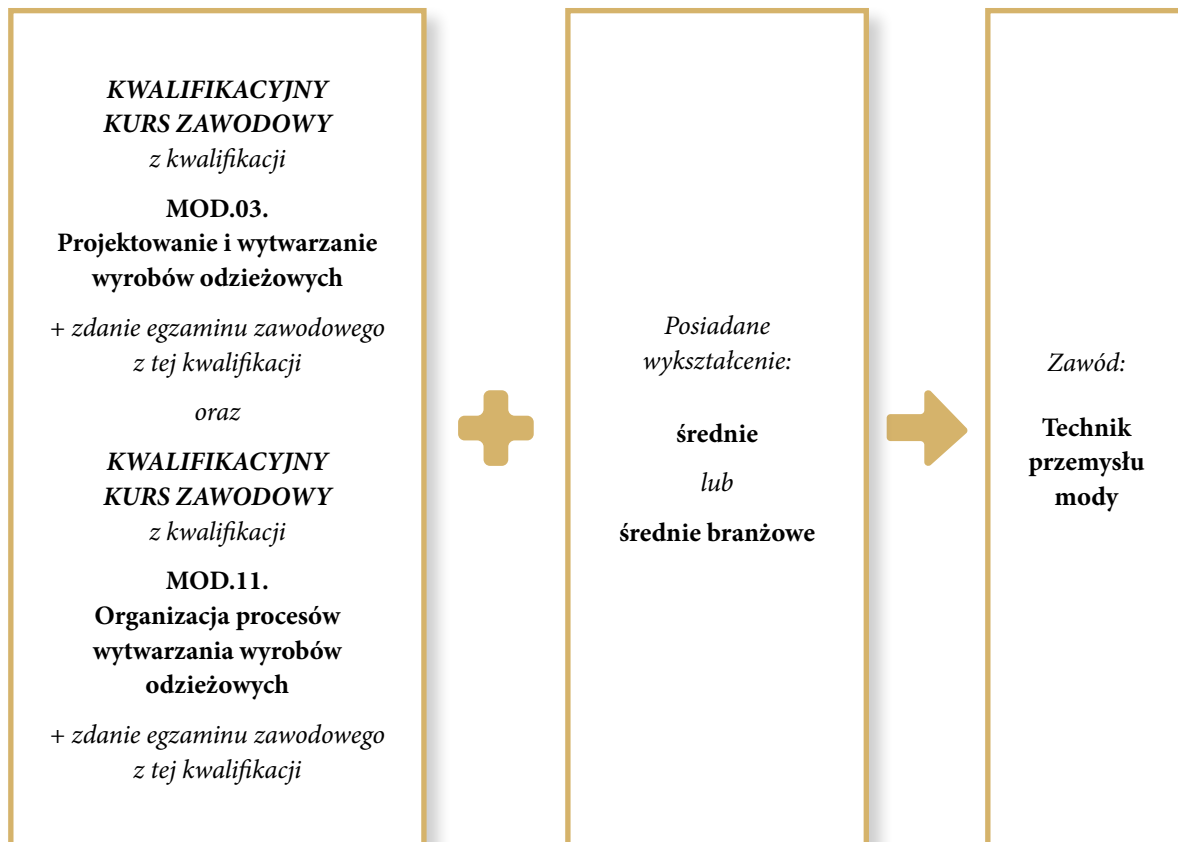 KWALIFIKACYJNY
KURS ZAWODOWY
z kwalifikacji
MOD.03.
Projektowanie i wytwarzanie
wyrobów odzieżowych
+ zdanie egzaminu zawodowego
z tej kwalifikacji
oraz
KWALIFIKACYJNY
KURS ZAWODOWY
z kwalifikacji
MOD.11.
Organizacja procesów
wytwarzania wyrobów
odzieżowych
+ zdanie egzaminu zawodowego
z tej kwalifikacji
Posiadane
wykształcenie:
średnie
lub
średnie branżowe
Zawód:
Technik
przemysłu
mody